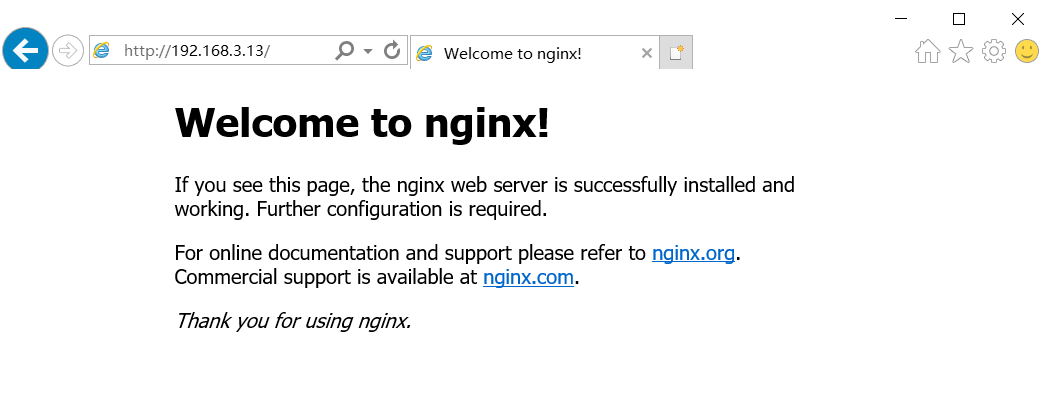 http://192.168.3.13/
Welcome to nginx!
Welcome to nginx!
If you see this page, the nginx web server is successfully installed and
working. Further configuration is required.
For online documentation and support please refer to nginx.org.
Commercial support is available at nginx.com.
Thank you for using nginx.